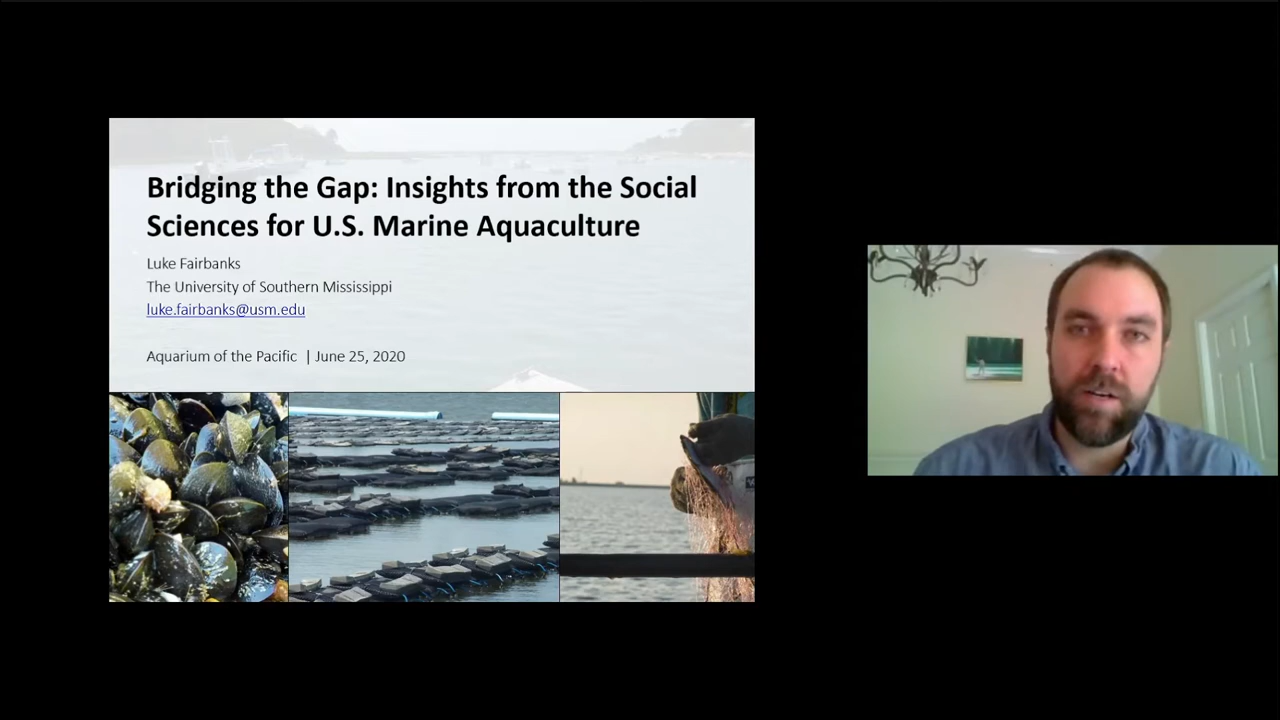 Bridging the Gap: Insights from the Social
Sciences for U.S. Marine Aquaculture
Luke Fairbanks
The University of Southern Mississippi
luke.fairbanks@usm.edu
Aquarium of the Pacific | June 25, 2020